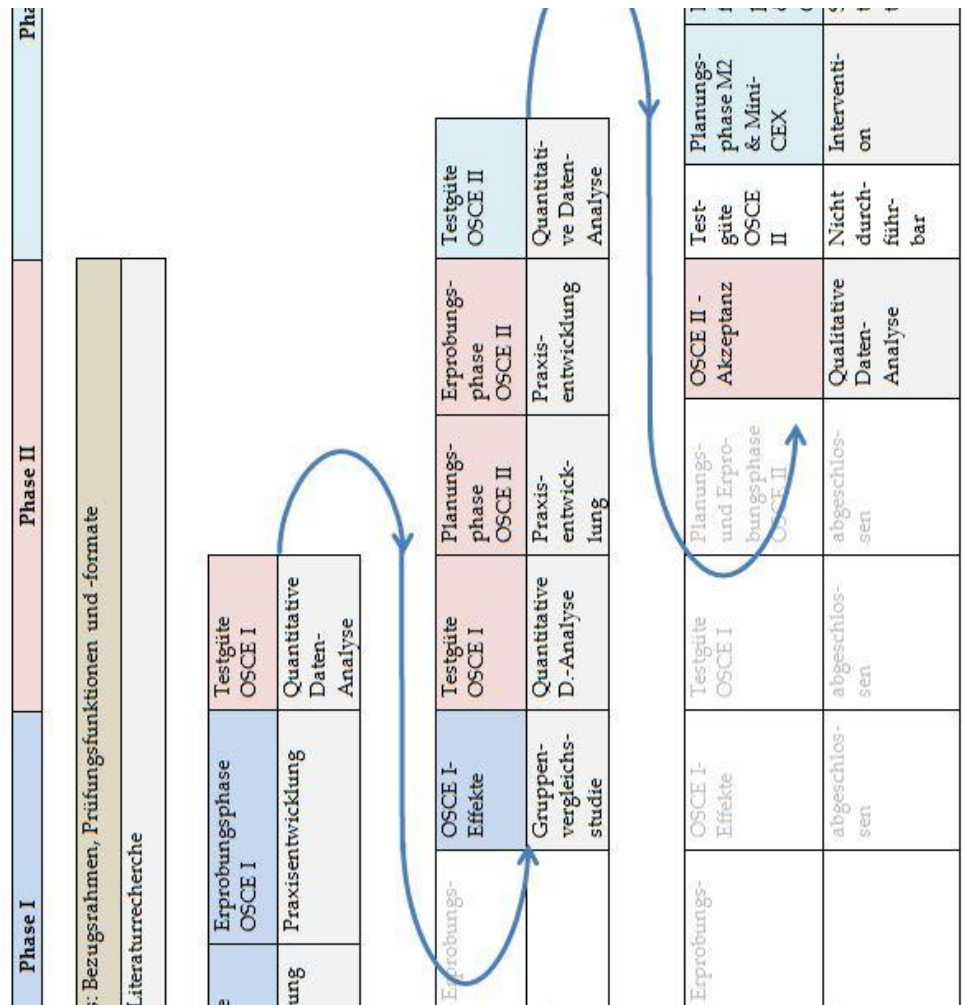 Phase I
Phase II
Pha
: Bezugsrahmen, Prüfungsfunktionen und -formate
Literaturrecherche
e
Erprobungsphase
OSCE I
Testgüte
OSCE I
ung
Praxisentwicklung
Quantitative
Daten-
Analyse
Erprobungs-
OSCE I-
Effekte
Testgüte
OSCE I
Planungs-
phase
OSCE II
Erprobungs-
phase
OSCE II
Testgüte
OSCE II
Gruppen-
vergleichs-
studie
Quantitative
D.-Analyse
Praxis-
entwick-
lung
Praxis-
entwicklung
Quantitati-
ve Daten-
Analyse
Erprobungs-
OSCE I-
Effekte
Testgüte
OSCE I
Planungs-
und Erpro-
bungsphase
OSCE II
OSCE II -
Akzeptanz
Test-
güte
OSCE
II
Planungs-
phase M2
& Mini-
CEX
abgeschlos-
sen
abgeschlos-
sen
abgeschlos-
sen
Qualitative
Daten-
Analyse
Nicht
durch-
führ-
bar
Interventi-
on